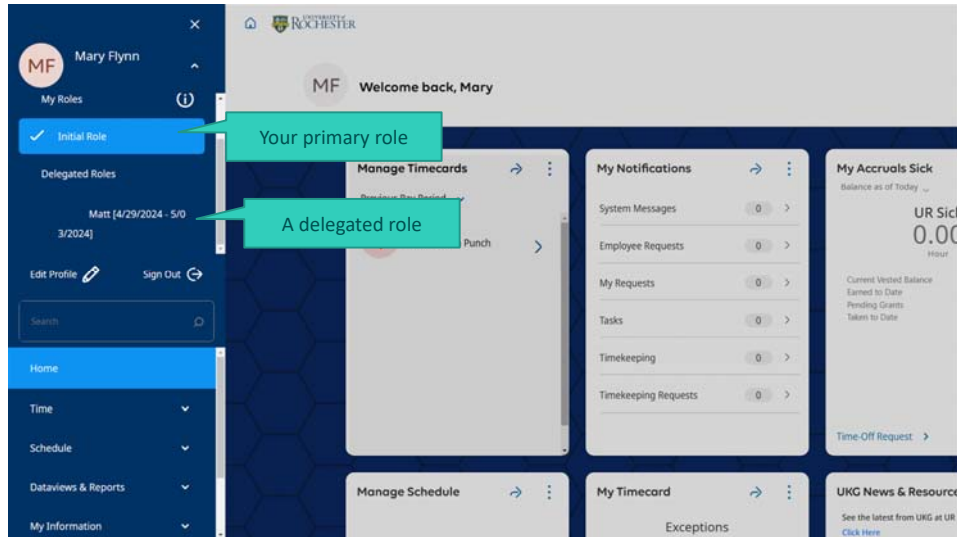 UNIVERSITY of
ROCHESTER
MF
Mary Flynn
My Roles
Initial Role
Your primary role
Delegated Roles
Matt [4/29/2024 - 5/0
3/2024]
A delegated role
Edit Profile
Sign Out
Search
Home
Time
Schedule
Dataviews & Reports
My Information
MF
Welcome back, Mary
Manage Timecards
Punch
My Notifications
System Messages 0
Employee Requests 0
My Requests 0
Tasks 0
Timekeeping 0
Timekeeping Requests 0
My Accruals Sick
Balance as of Today
UR Sick
0.00
Hour
Current Vested Balance
Earned to Date
Pending Grants
Taken to Date
Time-Off Request
Manage Schedule
My Timecard
Exceptions
UKG News & Resource
See the latest from UKG at UR
Click Here